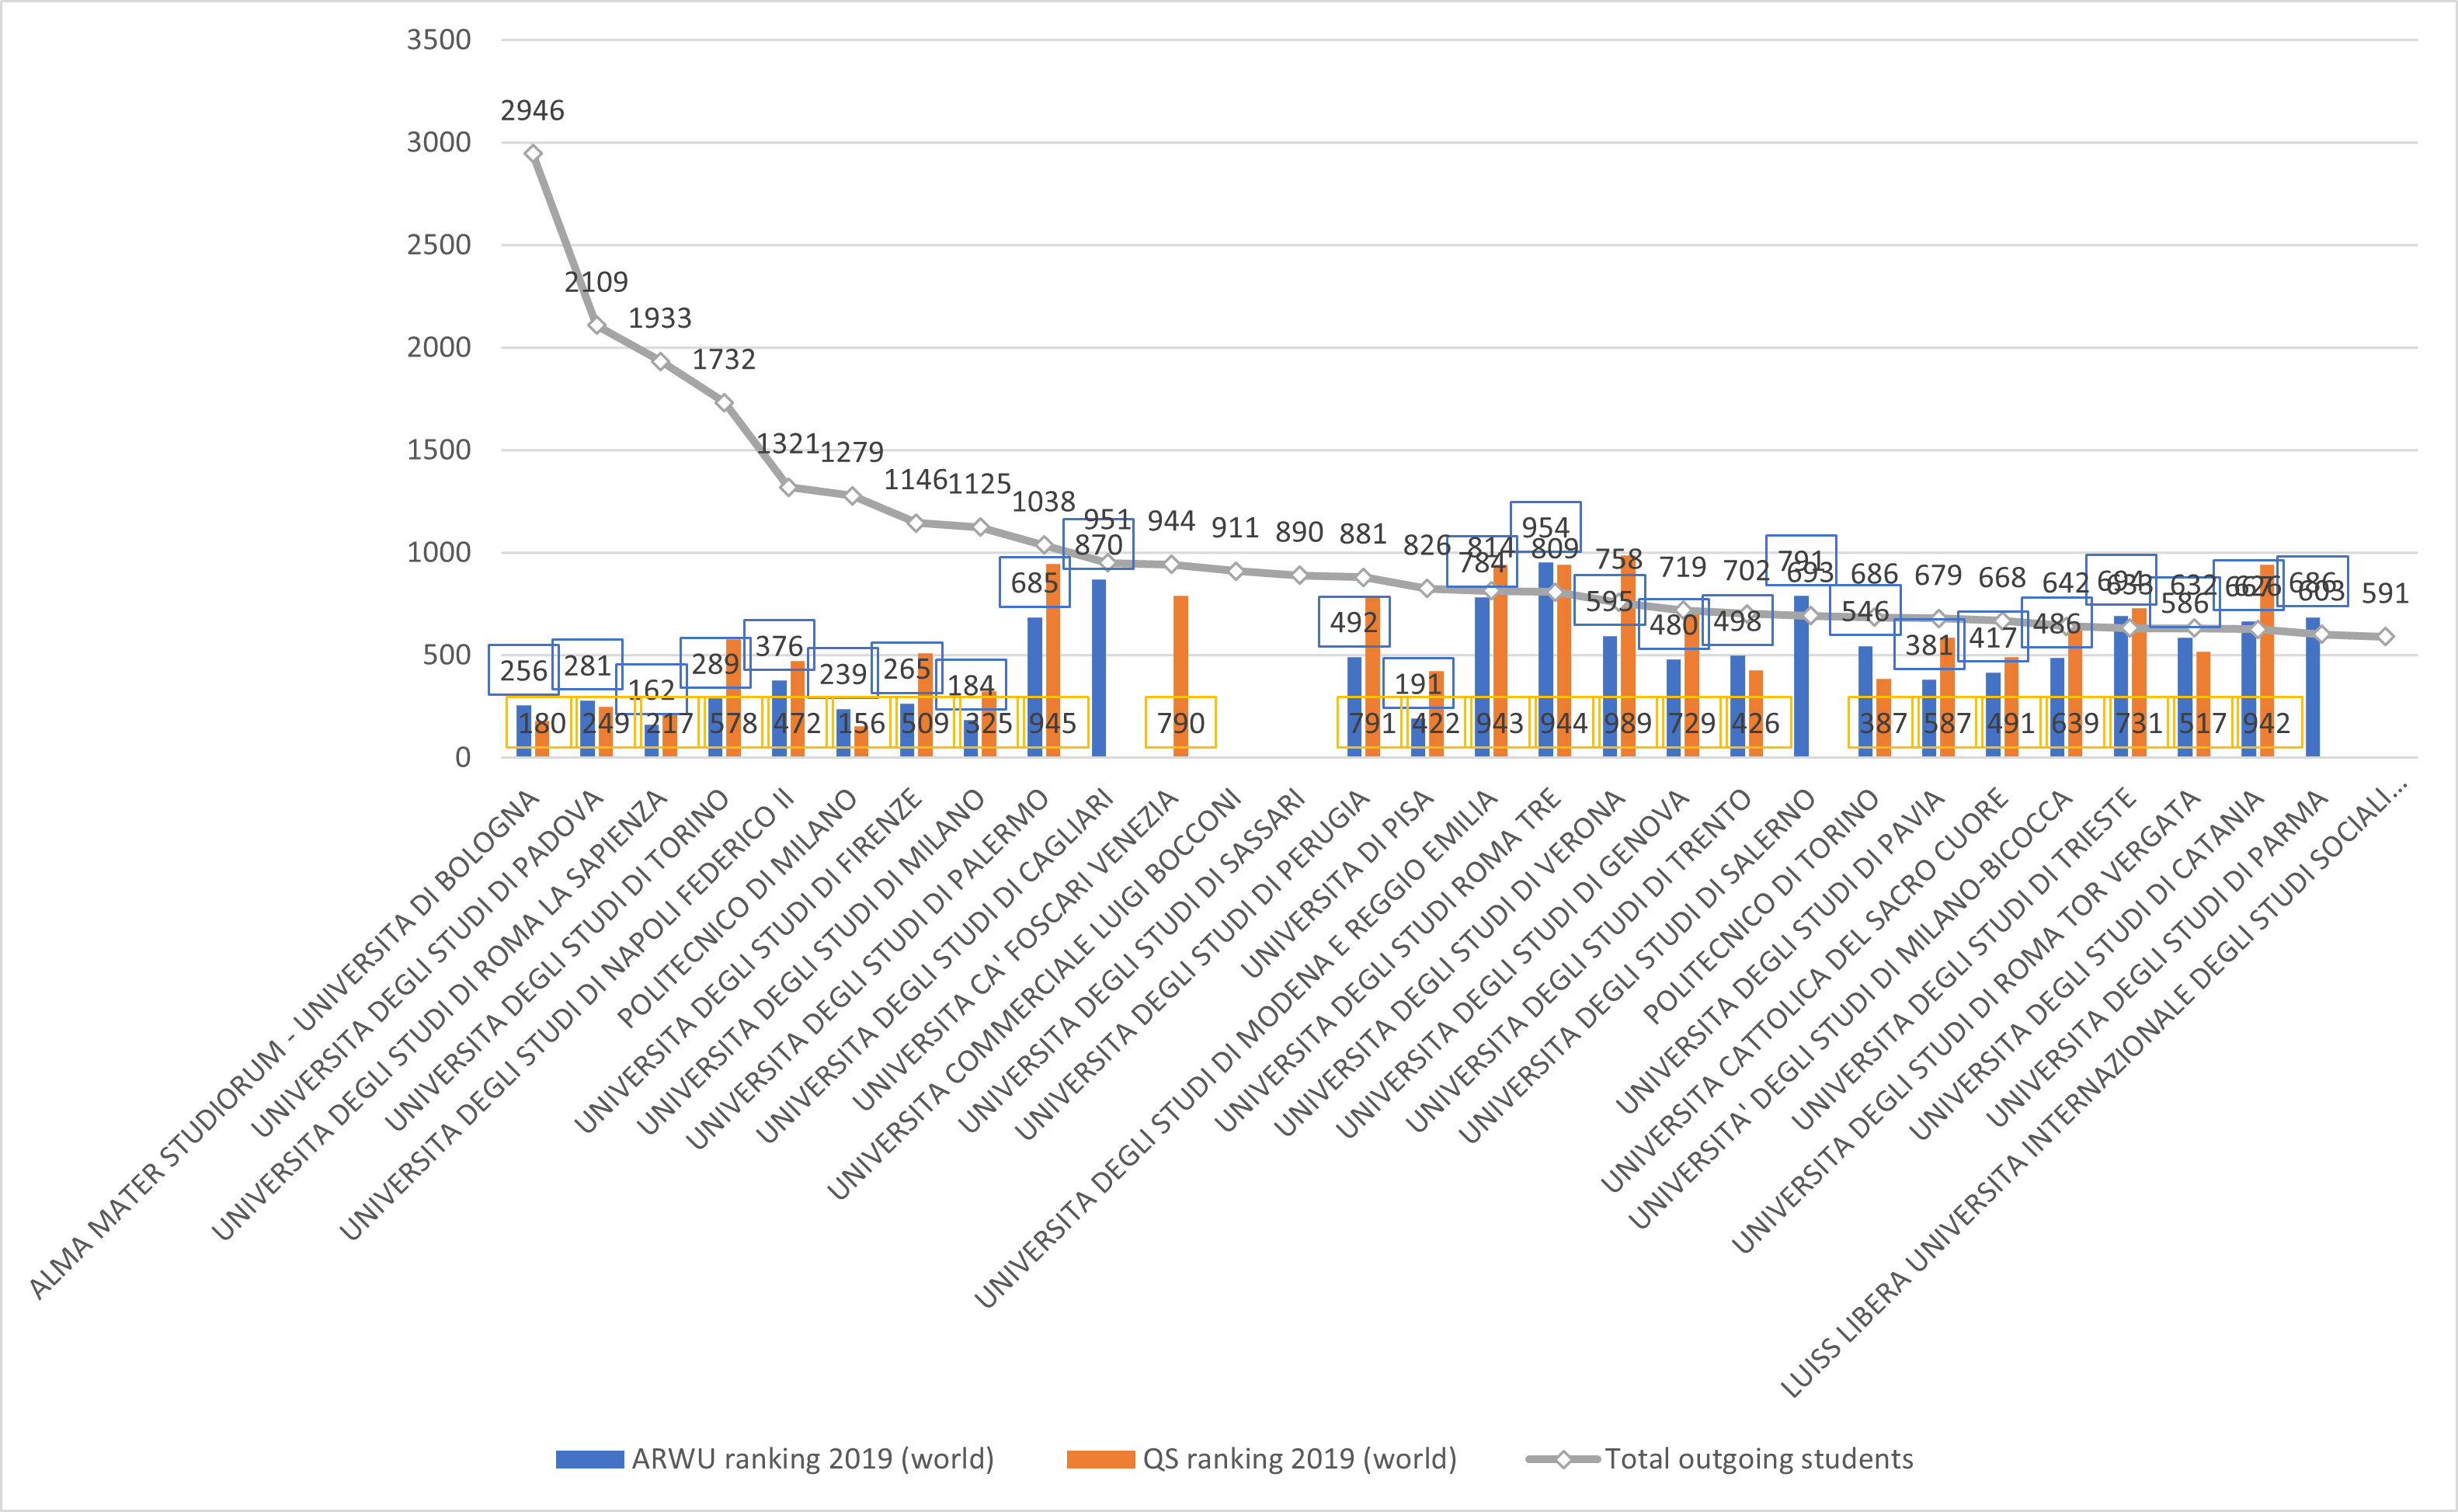 3500
3000
2500
2000
1500
1000
500
0
2946
2109
1933
1732
1321
1279
1146
1125
1038
951
944
911
890
881
826
814
809
758
719
702
693
686
679
668
642
633
632
626
603
591
256
281
162
289
376
239
265
184
685
870
492
191
784
954
595
480
498
791
546
381
417
486
694
586
667
686
180
249
217
578
472
156
509
325
945
790
791
422
943
944
989
729
426
387
587
491
639
731
517
942
ALMA MATER STUDIORUM - UNIVERSITA DI BOLOGNA
UNIVERSITA DEGLI STUDI DI PADOVA
UNIVERSITA DEGLI STUDI DI ROMA LA SAPIENZA
UNIVERSITA DEGLI STUDI DI TORINO
UNIVERSITA DEGLI STUDI DI NAPOLI FEDERICO II
POLITECNICO DI MILANO
UNIVERSITA DEGLI STUDI DI FIRENZE
UNIVERSITA DEGLI STUDI DI MILANO
UNIVERSITA DEGLI STUDI DI PALERMO
UNIVERSITA DEGLI STUDI DI CAGLIARI
UNIVERSITA CA' FOSCARI VENEZIA
UNIVERSITA COMMERCIALE LUIGI BOCCONI
UNIVERSITA DEGLI STUDI DI SASSARI
UNIVERSITA DEGLI STUDI DI PERUGIA
UNIVERSITA DI PISA
UNIVERSITA DEGLI STUDI DI MODENA E REGGIO EMILIA
UNIVERSITA DEGLI STUDI ROMA TRE
UNIVERSITA DEGLI STUDI DI VERONA
UNIVERSITA DEGLI STUDI DI GENOVA
UNIVERSITA DEGLI STUDI DI TRENTO
UNIVERSITA DEGLI STUDI DI SALERNO
POLITECNICO DI TORINO
UNIVERSITA DEGLI STUDI DI PAVIA
UNIVERSITA CATTOLICA DEL SACRO CUORE
UNIVERSITA' DEGLI STUDI DI MILANO-BICOCCA
UNIVERSITA DEGLI STUDI DI TRIESTE
UNIVERSITA DEGLI STUDI DI ROMA TOR VERGATA
UNIVERSITA DEGLI STUDI DI CATANIA
UNIVERSITA DEGLI STUDI DI PARMA
LUISS LIBERA UNIVERSITA INTERNAZIONALE DEGLI STUDI SOCIALI…
ARWU ranking 2019 (world)
QS ranking 2019 (world)
Total outgoing students